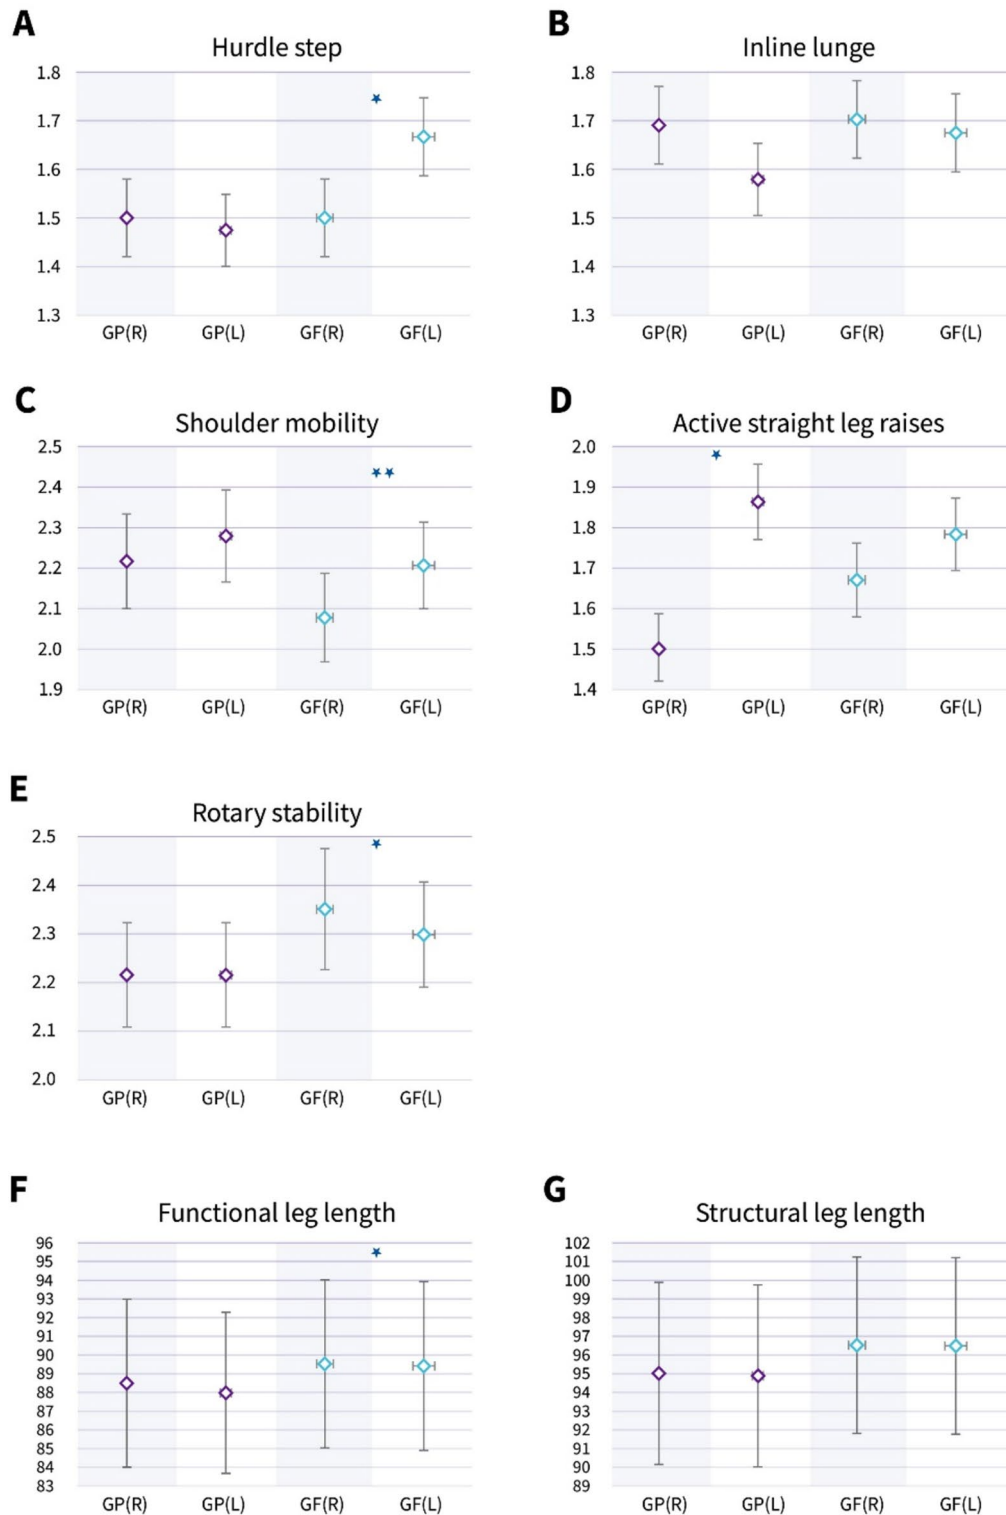 A
Hurdle step
1.8
1.7
1.6
1.5
1.4
1.3
GP(R) GP(L) GF(R) GF(L)
B
Inline lunge
1.8
1.7
1.6
1.5
1.4
1.3
GP(R) GP(L) GF(R) GF(L)
C
Shoulder mobility
2.5
2.4
2.3
2.2
2.1
2.0
1.9
GP(R) GP(L) GF(R) GF(L)
D
Active straight leg raises
2.0
1.9
1.8
1.7
1.6
1.5
1.4
GP(R) GP(L) GF(R) GF(L)
E
Rotary stability
2.5
2.4
2.3
2.2
2.1
2.0
GP(R) GP(L) GF(R) GF(L)
F
Functional leg length
96
95
94
93
92
91
90
89
88
87
86
85
84
83
GP(R) GP(L) GF(R) GF(L)
G
Structural leg length
102
101
100
99
98
97
96
95
94
93
92
91
90
89
GP(R) GP(L) GF(R) GF(L)